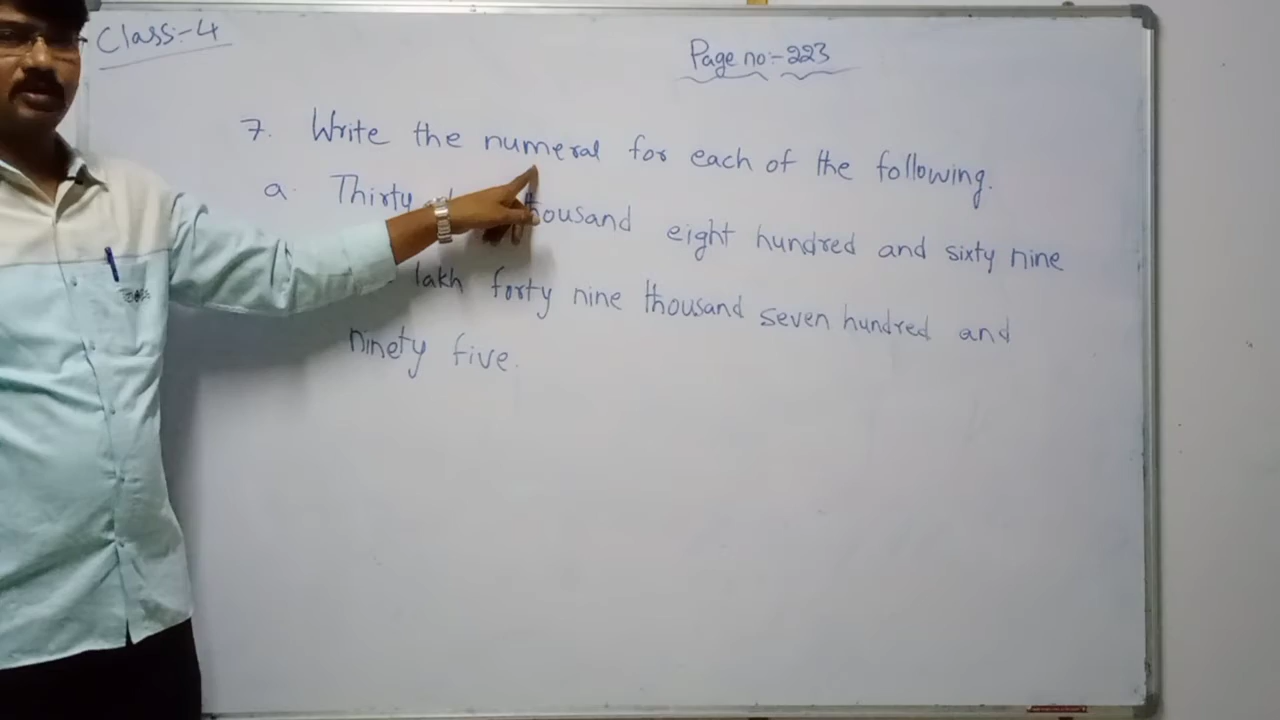 Class:-4
Page no:-223
7. Write the numeral for each of the following.
a. Thirty thousand eight hundred and sixty nine
lakh forty nine thousand seven hundred and
ninety five.